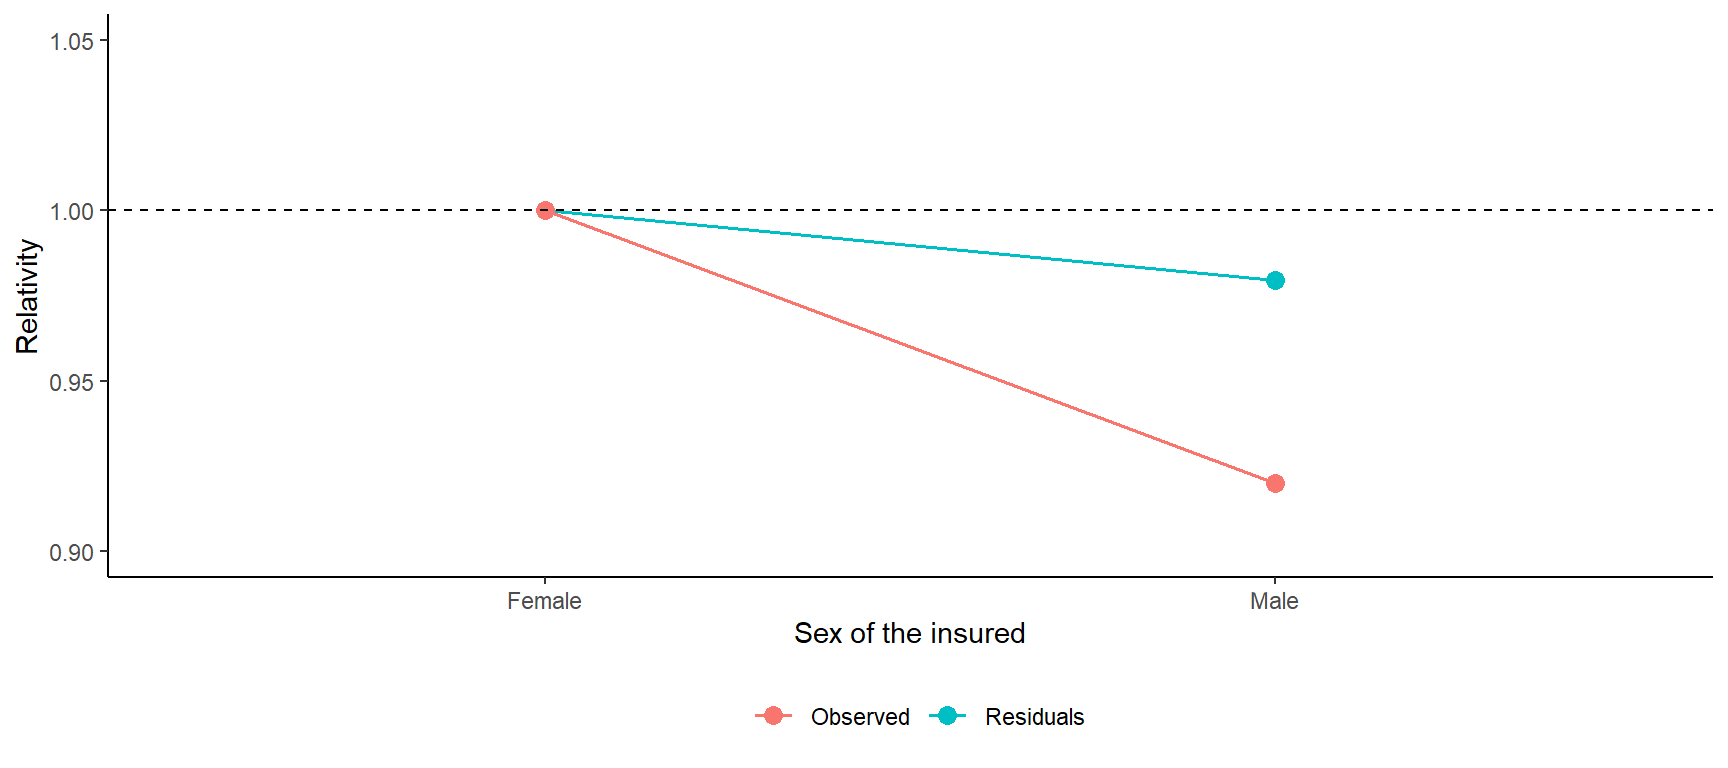 1.05
1.00
0.95
0.90
Relativity
Female Male
Sex of the insured
Observed Residuals